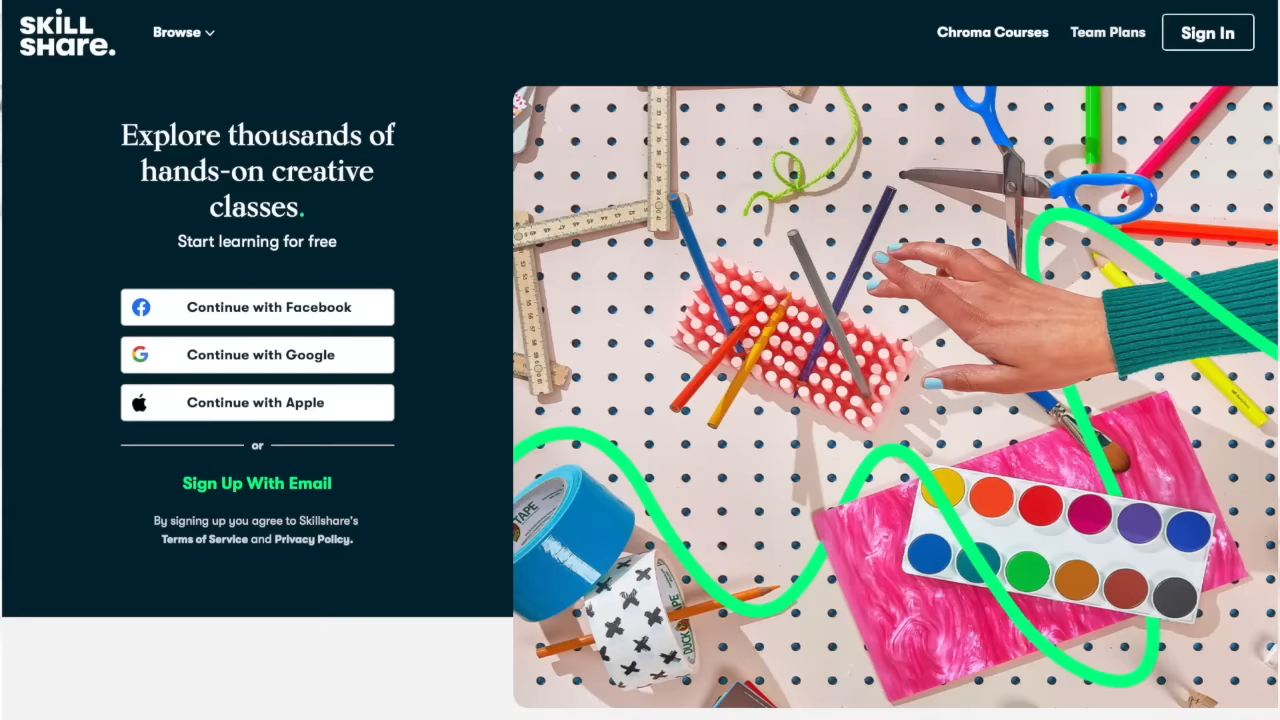 SKILL
SHARE.
Browse
Chroma Courses
Team Plans
Sign In
Explore thousands of
hands-on creative
classes.
Start learning for free
Continue with Facebook
Continue with Google
Continue with Apple
or
Sign Up With Email
By signing up you agree to Skillshare's
Terms of Service and Privacy Policy.
TAPE
DUCK TAPE